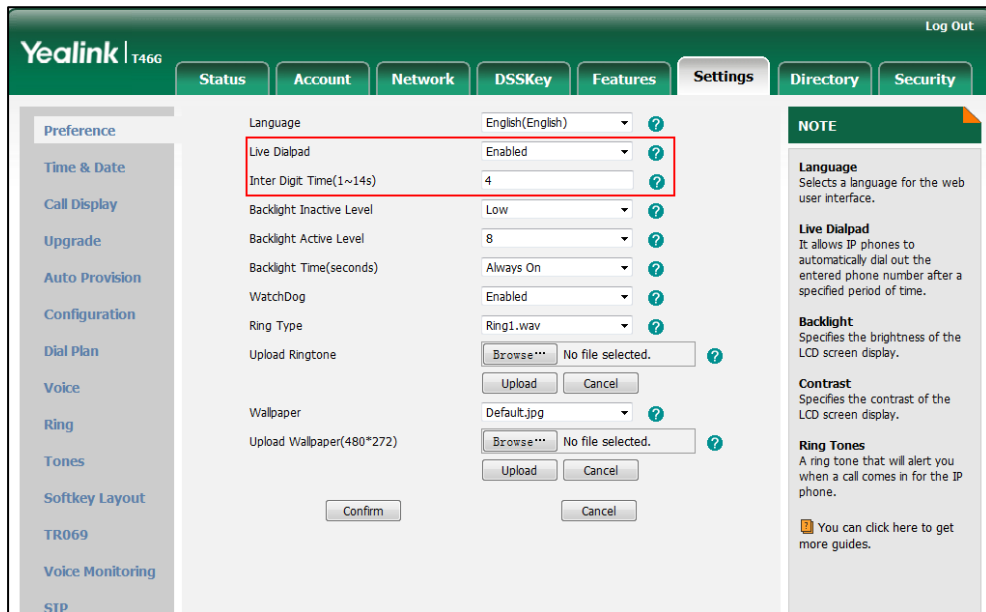 Log Out
Yealink T46G
Status Account Network DSSKey Features Settings Directory Security
Preference
Time & Date
Call Display
Upgrade
Auto Provision
Configuration
Dial Plan
Voice
Ring
Tones
Softkey Layout
TR069
Voice Monitoring
SIP
Language English(English) ?
Live Dialpad Enabled ?
Inter Digit Time(1~14s) 4 ?
Backlight Inactive Level Low ?
Backlight Active Level 8 ?
Backlight Time(seconds) Always On ?
WatchDog Enabled ?
Ring Type Ring1.wav ?
Upload Ringtone Browse… No file selected. ?
Upload Cancel
Wallpaper Default.jpg ?
Upload Wallpaper(480*272) Browse… No file selected. ?
Upload Cancel
Confirm Cancel
NOTE
Language
Selects a language for the web
user interface.
Live Dialpad
It allows IP phones to
automatically dial out the
entered phone number after a
specified period of time.
Backlight
Specifies the brightness of the
LCD screen display.
Contrast
Specifies the contrast of the
LCD screen display.
Ring Tones
A ring tone that will alert you
when a call comes in for the IP
phone.
? You can click here to get
more guides.